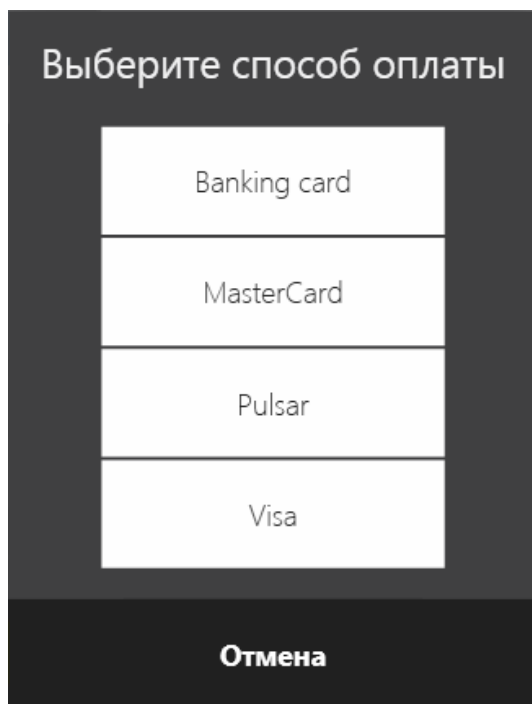 Выберите способ оплаты
Banking card
MasterCard
Pulsar
Visa
Отмена